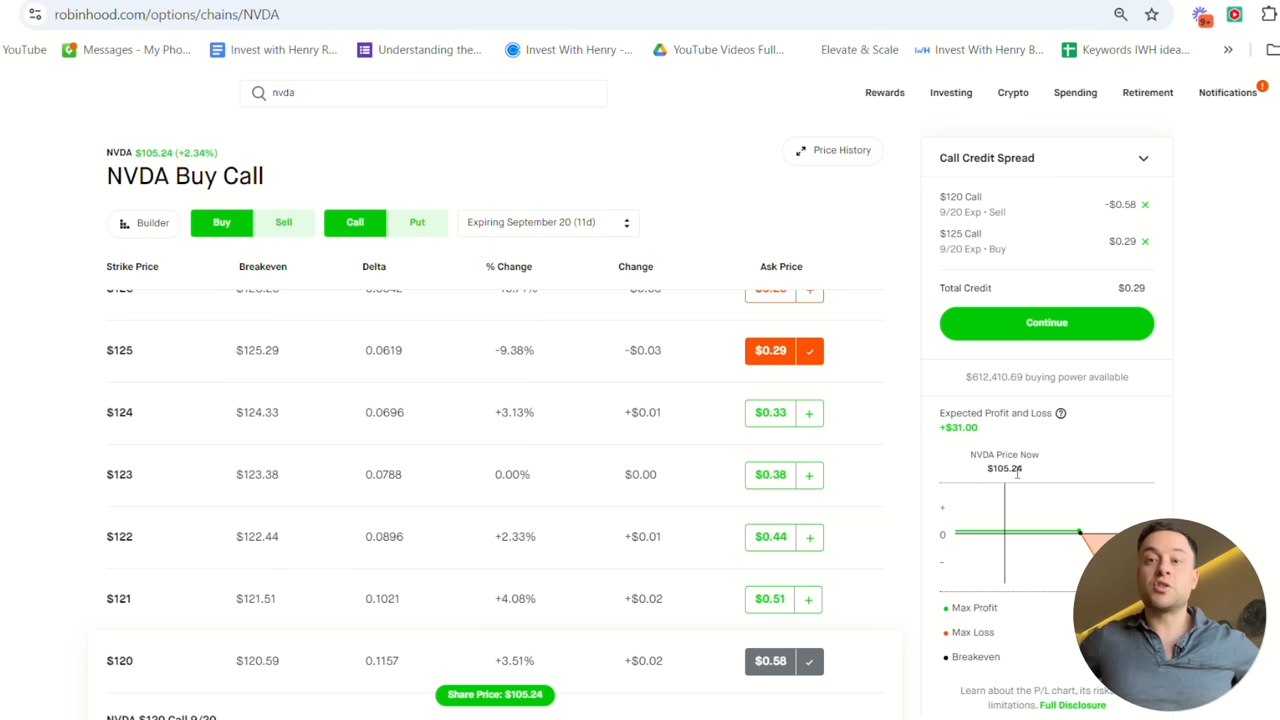 robinhood.com/options/chains/NVDA
9+
YouTube
Messages - My Pho...
Invest with Henry R...
Understanding the...
Invest With Henry -...
YouTube Videos Full...
Elevate & Scale
IWH Invest With Henry B...
Keywords IWH idea...
nvda
Rewards
Investing
Crypto
Spending
Retirement
Notifications
NVDA $105.24 (+2.34%)
NVDA Buy Call
Price History
Builder
Buy
Sell
Call
Put
Expiring September 20 (11d)
Strike Price Breakeven Delta % Change Change Ask Price
$125 $125.29 0.0619 -9.38% -$0.03 $0.29
$124 $124.33 0.0696 +3.13% +$0.01 $0.33 +
$123 $123.38 0.0788 0.00% $0.00 $0.38 +
$122 $122.44 0.0896 +2.33% +$0.01 $0.44 +
$121 $121.51 0.1021 +4.08% +$0.02 $0.51 +
$120 $120.59 0.1157 +3.51% +$0.02 $0.58
Share Price: $105.24
NVDA $120 Call 9/20
Call Credit Spread
$120 Call
9/20 Exp • Sell
-$0.58
$125 Call
9/20 Exp • Buy
$0.29
Total Credit $0.29
Continue
$612,410.69 buying power available
Expected Profit and Loss ?
+$31.00
NVDA Price Now
$105.24
+
0
-
Max Profit
Max Loss
Breakeven
Learn about the P/L chart, its risks
limitations. Full Disclosure